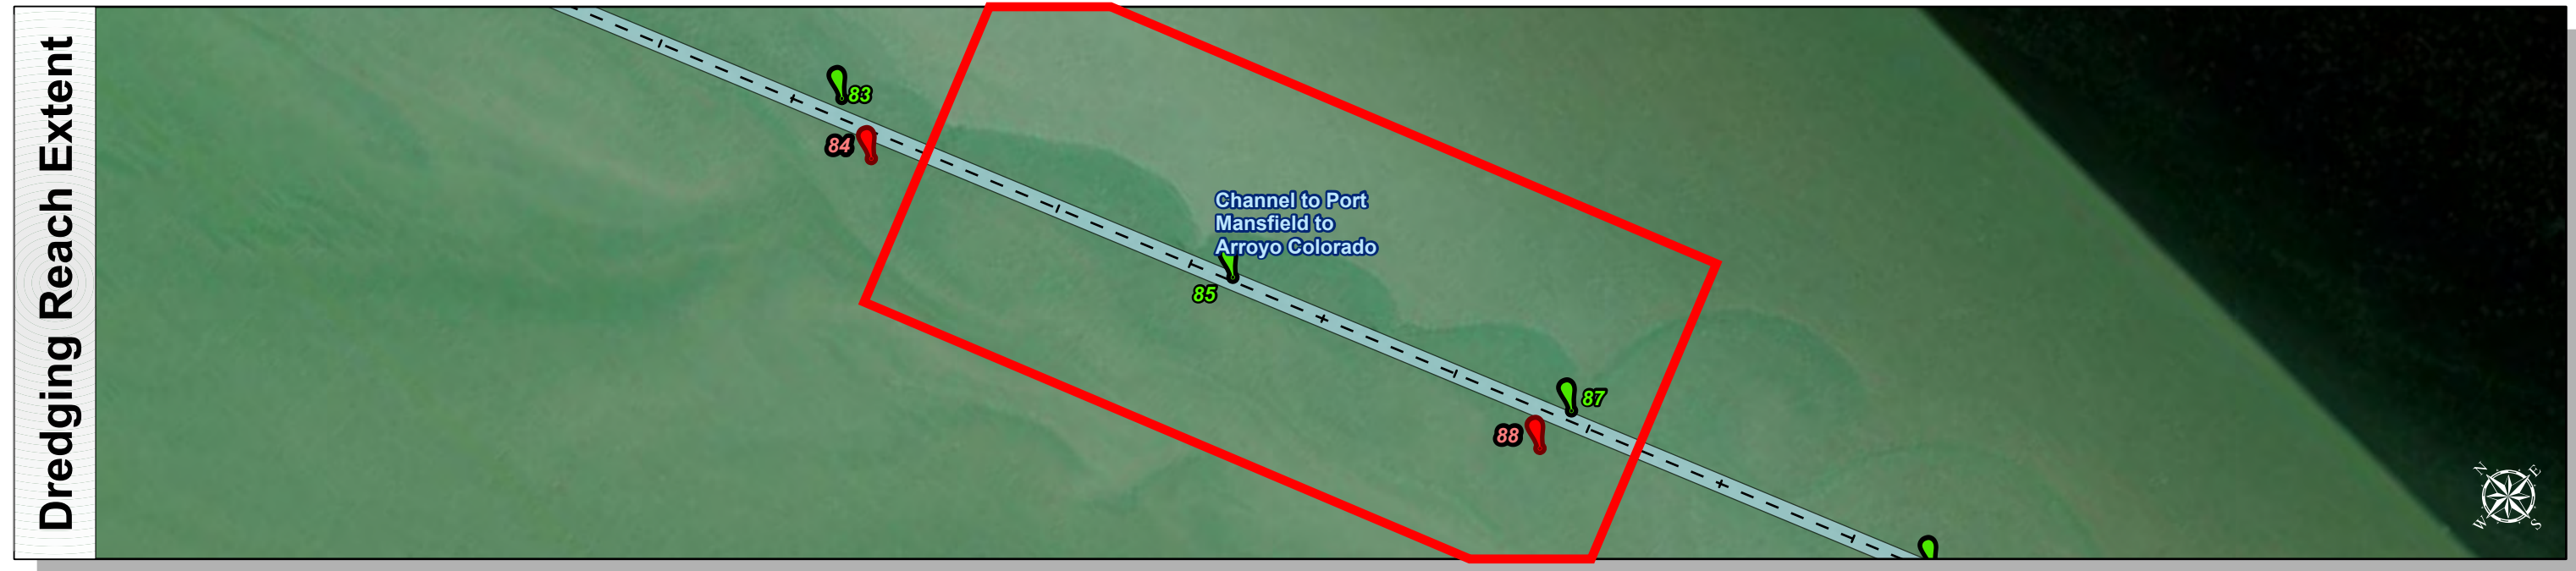 Dredging Reach Extent
83
84
Channel to Port
Mansfield to
Arroyo Colorado
85
87
88
N
E
W
S